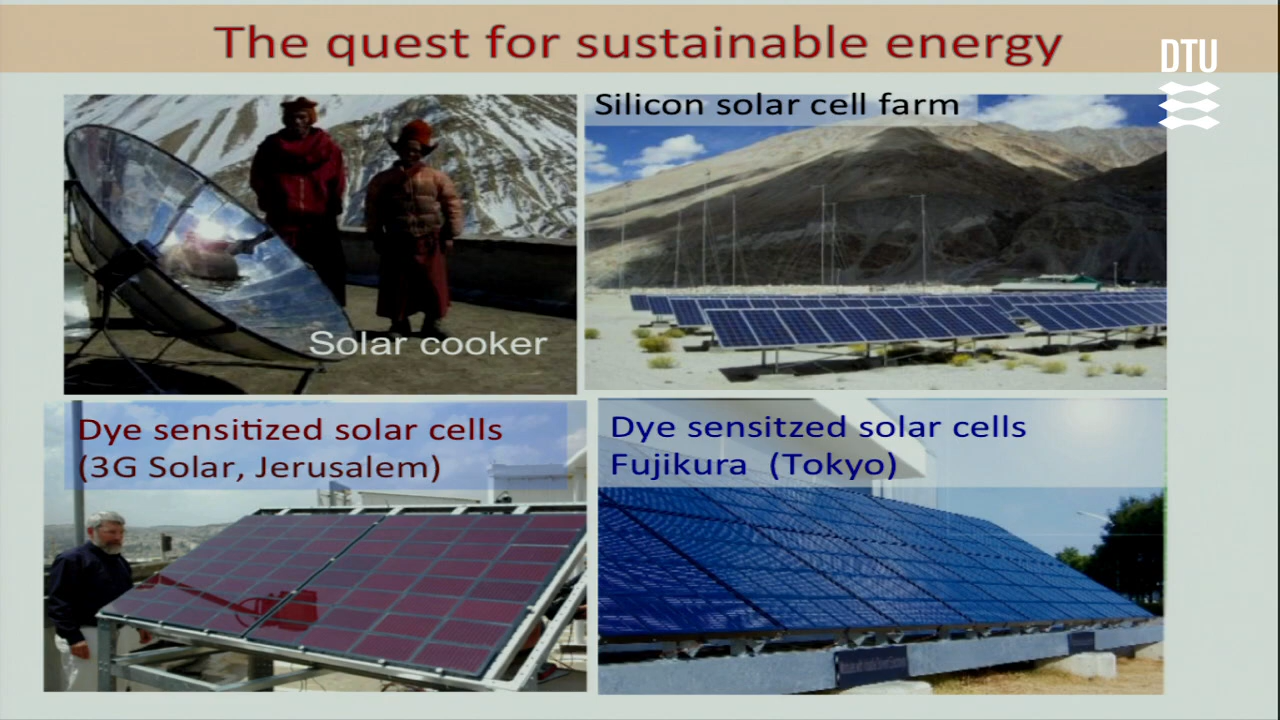 The quest for sustainable energy
DTU
Silicon solar cell farm
Solar cooker
Dye sensitized solar cells
(3G Solar, Jerusalem)
Dye sensitzed solar cells
Fujikura (Tokyo)